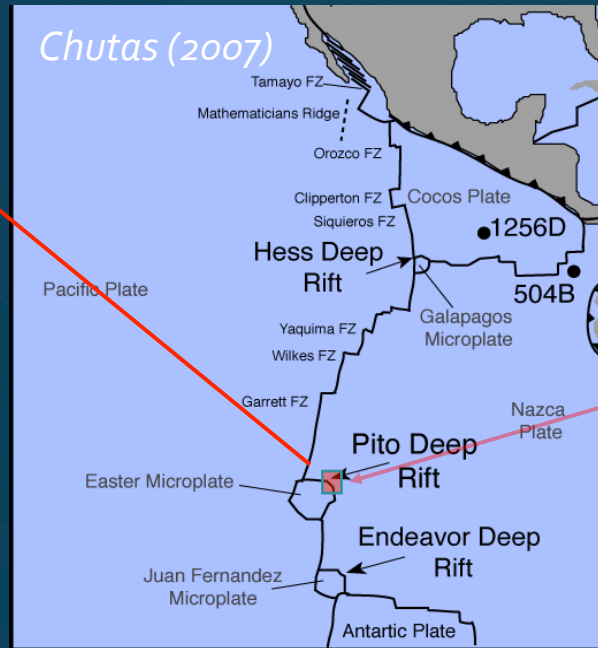 Chutas (2007)
Tamayo FZ
Mathematicians Ridge
Orozco FZ
Clipperton FZ
Cocos Plate
Siquieros FZ
1256D
Hess Deep
Rift
504B
Pacific Plate
Galapagos
Microplate
Yaquima FZ
Wilkes FZ
Garrett FZ
Nazca
Plate
Pito Deep
Rift
Easter Microplate
Endeavor Deep
Rift
Juan Fernandez
Microplate
Antartic Plate